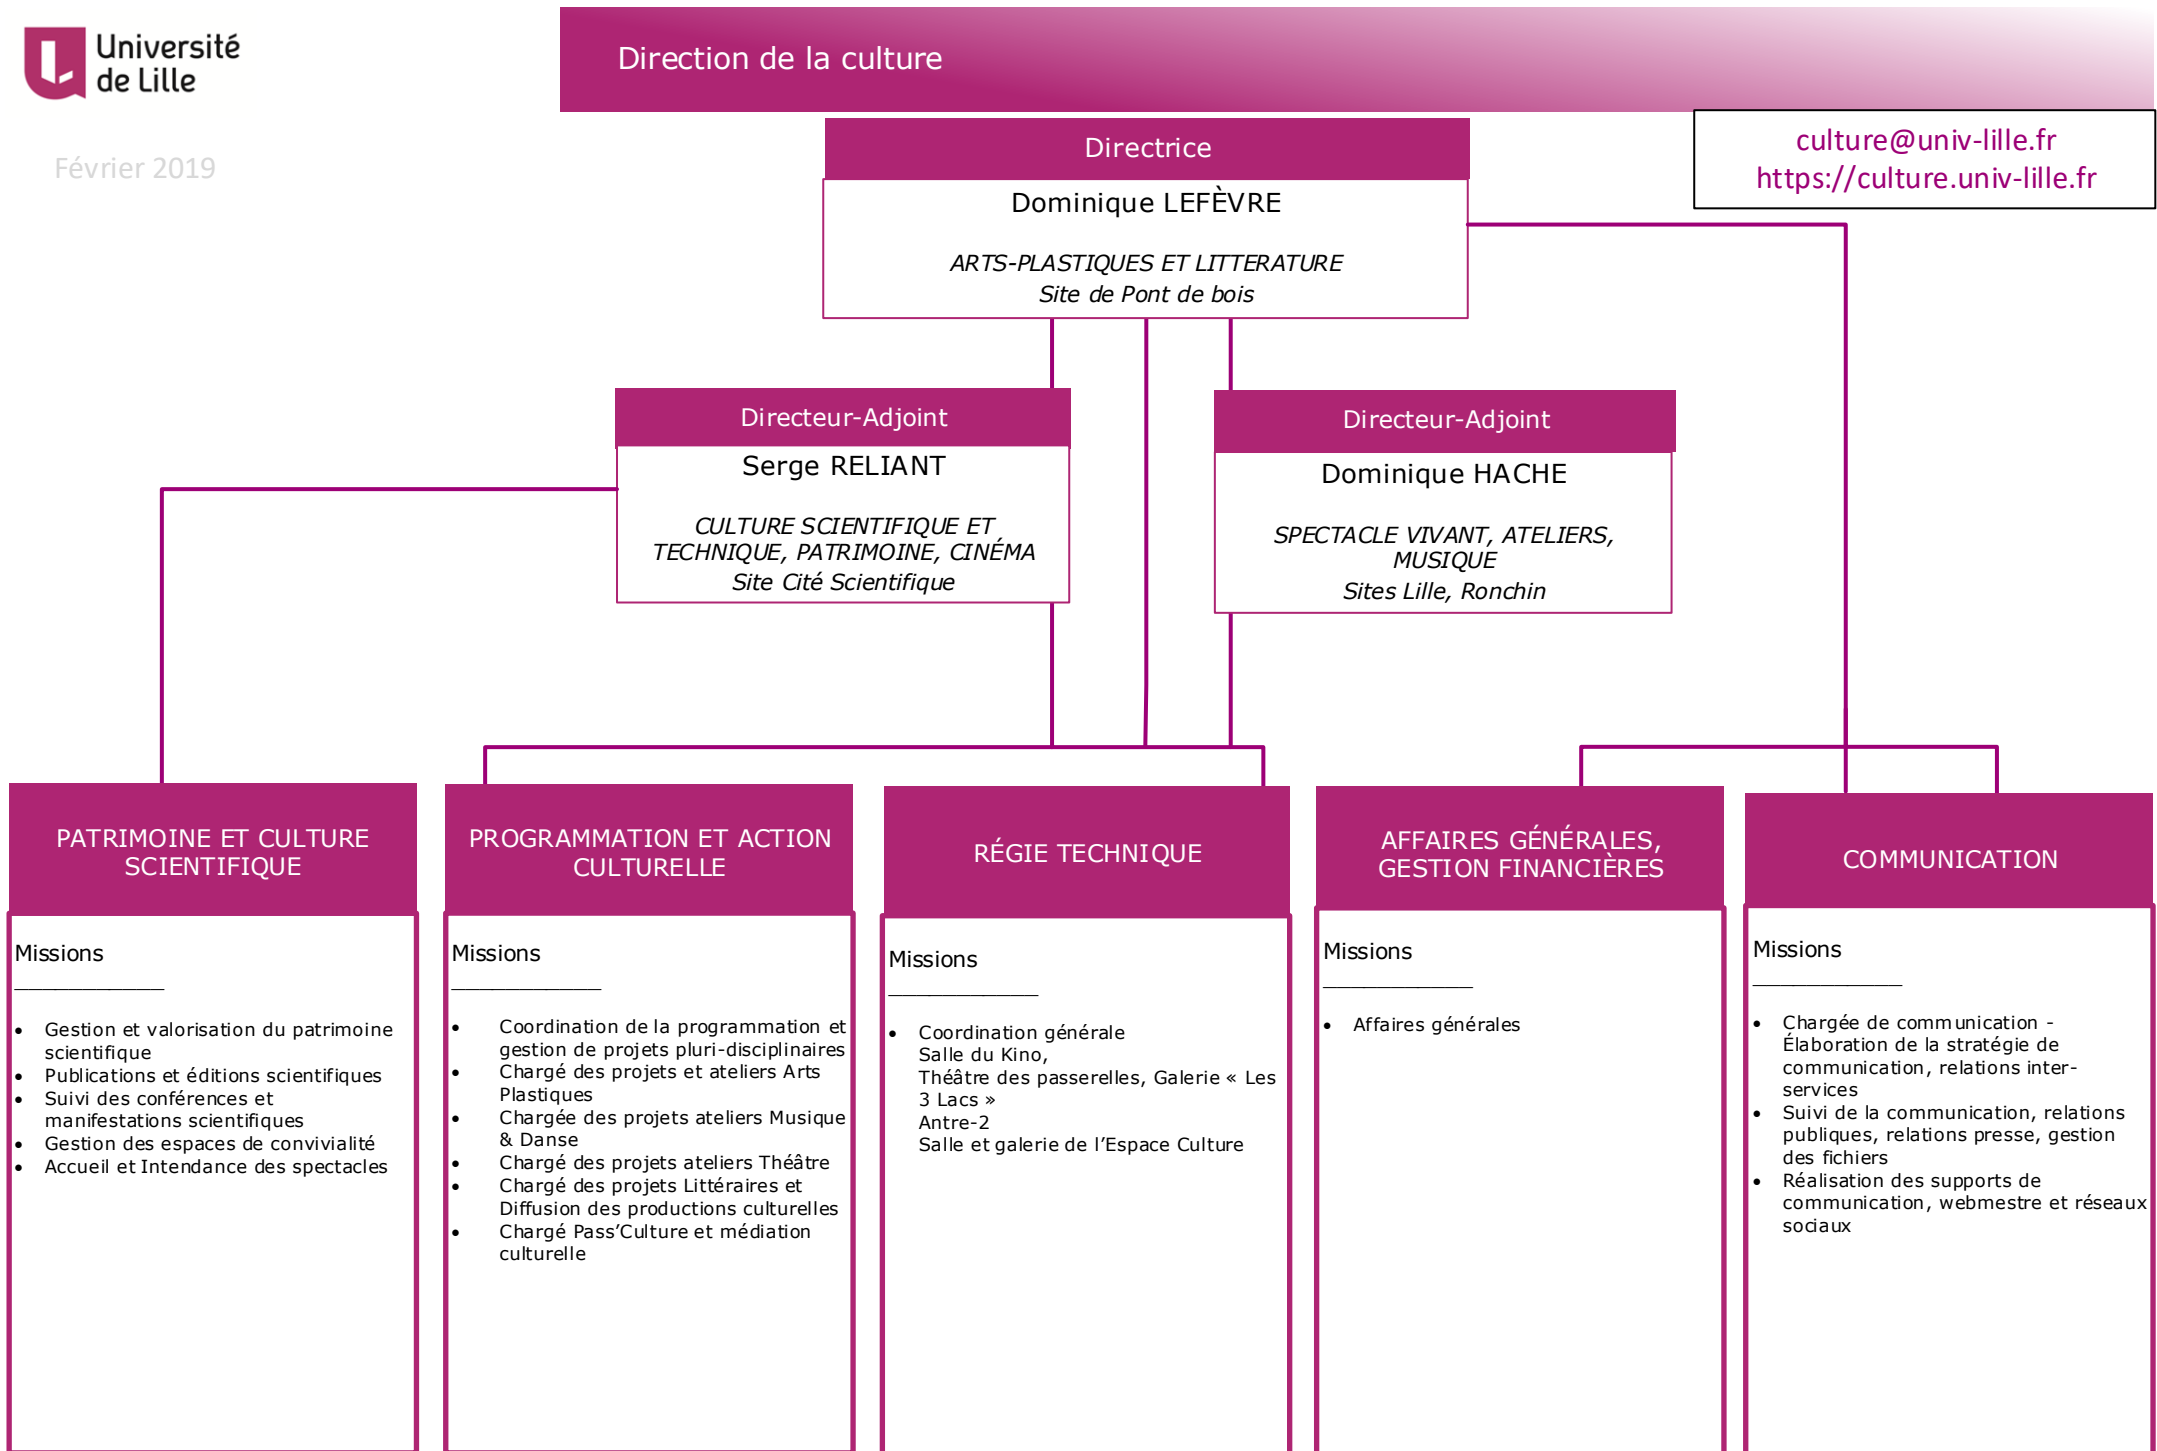 Université
de Lille
Février 2019
Direction de la culture
culture@univ-lille.fr
https://culture.univ-lille.fr
Directrice
Dominique LEFÈVRE
ARTS-PLASTIQUES ET LITTERATURE
Site de Pont de bois
Directeur-Adjoint
Serge RELIANT
CULTURE SCIENTIFIQUE ET
TECHNIQUE, PATRIMOINE, CINÉMA
Site Cité Scientifique
Directeur-Adjoint
Dominique HACHE
SPECTACLE VIVANT, ATELIERS,
MUSIQUE
Sites Lille, Ronchin
PATRIMOINE ET CULTURE
SCIENTIFIQUE
Missions
• Gestion et valorisation du patrimoine
scientifique
• Publications et éditions scientifiques
• Suivi des conférences et
manifestations scientifiques
• Gestion des espaces de convivialité
• Accueil et Intendance des spectacles
PROGRAMMATION ET ACTION
CULTURELLE
Missions
• Coordination de la programmation et
gestion de projets pluri-disciplinaires
• Chargé des projets et ateliers Arts
Plastiques
• Chargée des projets ateliers Musique
& Danse
• Chargé des projets ateliers Théâtre
• Chargé des projets Littéraires et
Diffusion des productions culturelles
• Chargé Pass’Culture et médiation
culturelle
RÉGIE TECHNIQUE
Missions
• Coordination générale
Salle du Kino,
Théâtre des passerelles, Galerie « Les
3 Lacs »
Antre-2
Salle et galerie de l’Espace Culture
AFFAIRES GÉNÉRALES,
GESTION FINANCIÈRES
Missions
• Affaires générales
COMMUNICATION
Missions
• Chargée de communication -
Élaboration de la stratégie de
communication, relations inter-
services
• Suivi de la communication, relations
publiques, relations presse, gestion
des fichiers
• Réalisation des supports de
communication, webmestre et réseaux
sociaux